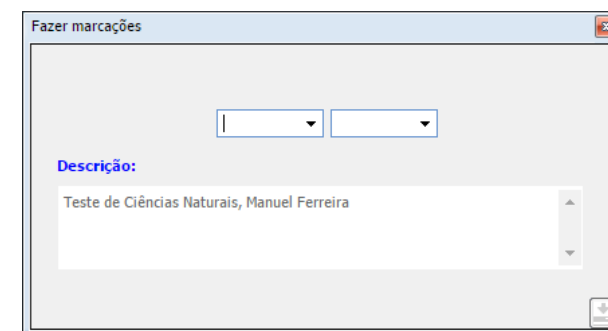 Fazer marcações
Descrição:
Teste de Ciências Naturais, Manuel Ferreira